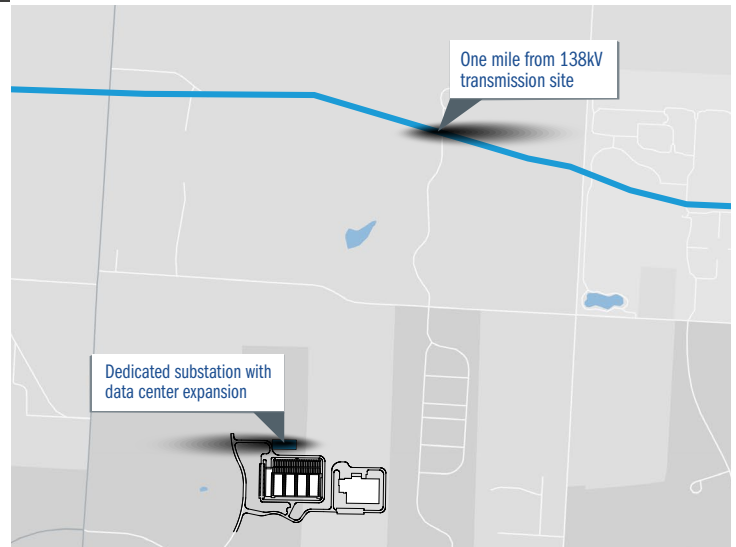 One mile from 138kV
transmission site
Dedicated substation with
data center expansion